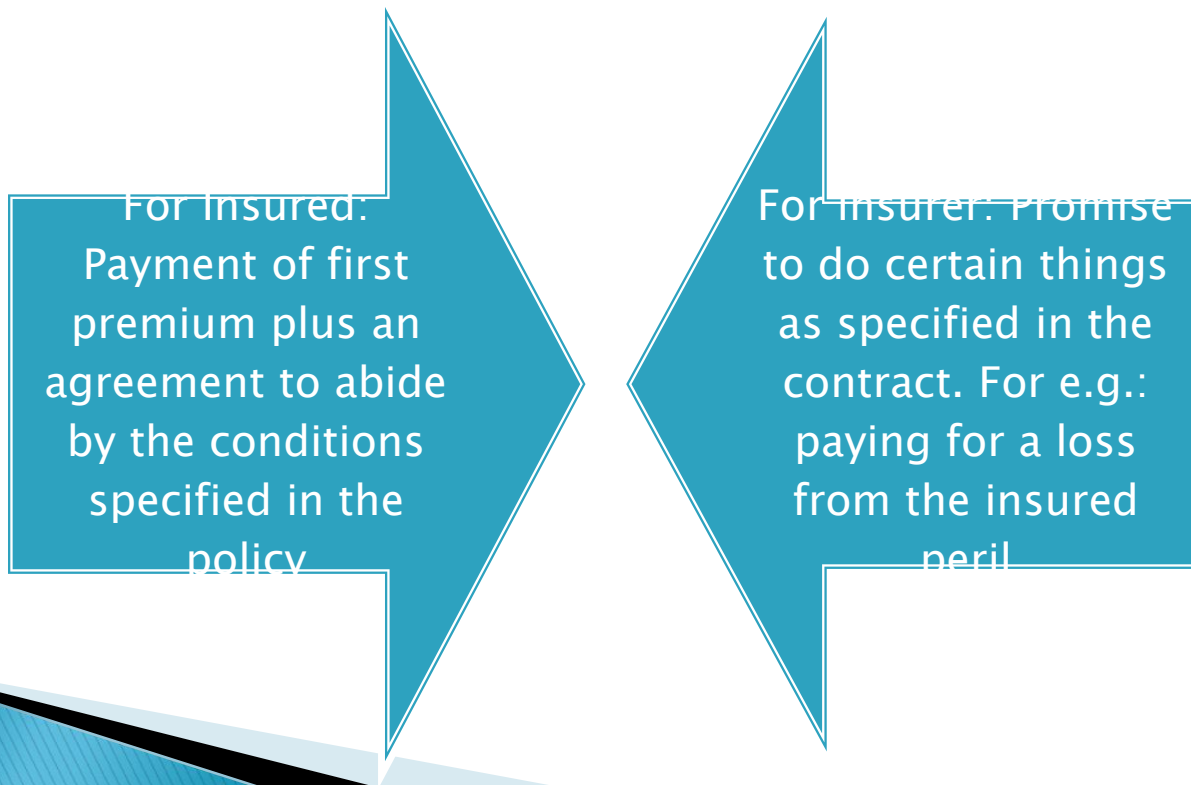 For Insured:
Payment of first
premium plus an
agreement to abide
by the conditions
specified in the
policy
For Insurer: Promise
to do certain things
as specified in the
contract. For e.g.:
paying for a loss
from the insured
peril